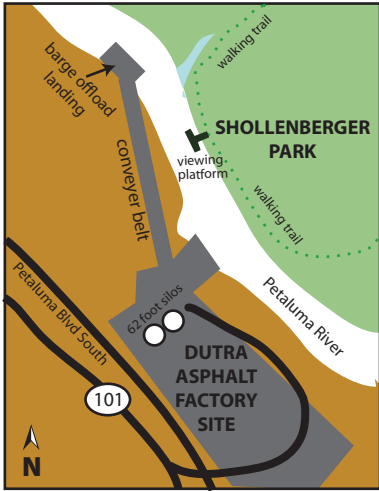 walking trail
barge offload
landing
SHOLLENBERGER
PARK
viewing
platform
conveyer belt
walking trail
Petaluma River
Petaluma Blvd South
62 foot silos
DUTRA
ASPHALT
FACTORY
SITE
101
N